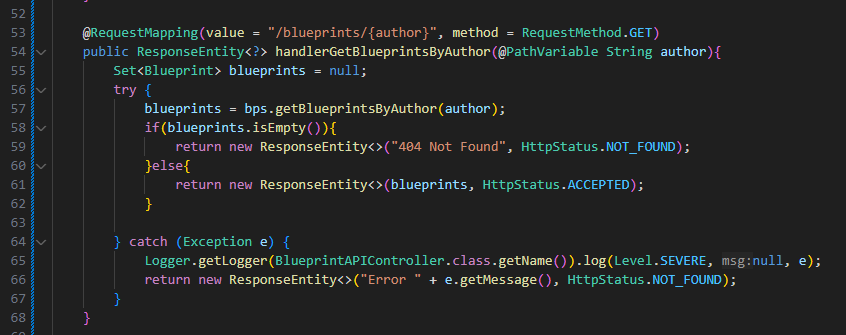 52
53 @RequestMapping(value = "/blueprints/{author}", method = RequestMethod.GET)
54 public ResponseEntity<?> handlerGetBlueprintsByAuthor(@PathVariable String author){
55 Set<Blueprint> blueprints = null;
56 try {
57 blueprints = bps.getBlueprintsByAuthor(author);
58 if(blueprints.isEmpty()){
59 return new ResponseEntity<>("404 Not Found", HttpStatus.NOT_FOUND);
60 }else{
61 return new ResponseEntity<>(blueprints, HttpStatus.ACCEPTED);
62 }
63
64 } catch (Exception e) {
65 Logger.getLogger(BlueprintAPIController.class.getName()).log(Level.SEVERE, msg:null, e);
66 return new ResponseEntity<>("Error " + e.getMessage(), HttpStatus.NOT_FOUND);
67 }
68 }